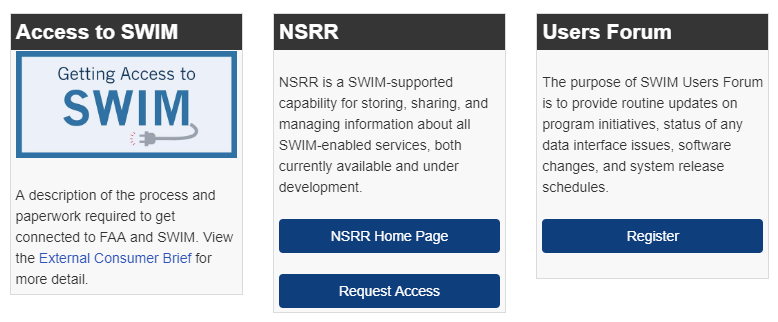 Access to SWIM
Getting Access to
SWIM
A description of the process and
paperwork required to get
connected to FAA and SWIM. View
the External Consumer Brief for
more detail.
NSRR
NSRR is a SWIM-supported
capability for storing, sharing, and
managing information about all
SWIM-enabled services, both
currently available and under
development.
NSRR Home Page
Request Access
Users Forum
The purpose of SWIM Users Forum
is to provide routine updates on
program initiatives, status of any
data interface issues, software
changes, and system release
schedules.
Register